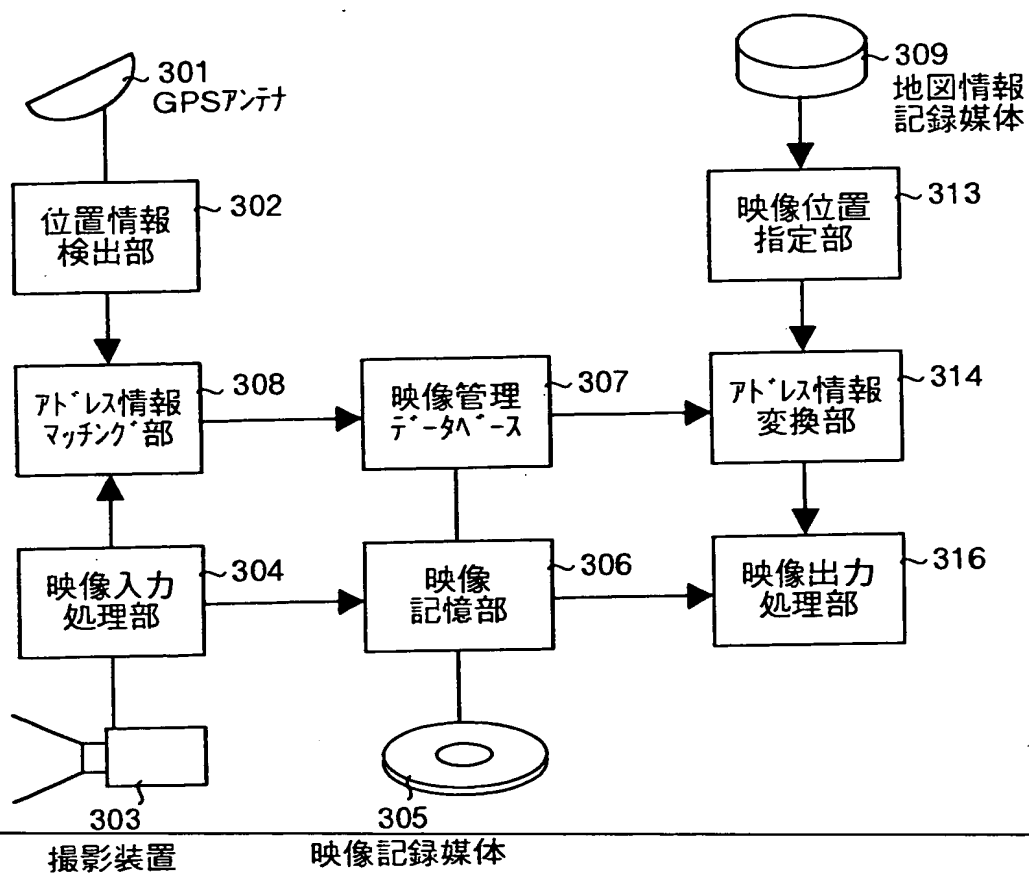 301
GPSアンテナ
309
地図情報
記録媒体
位置情報
検出部
302
映像位置
指定部
313
アドレス情報
マッチング部
308
映像管理
データベース
307
アドレス情報
変換部
314
映像入力
処理部
304
映像
記憶部
306
映像出力
処理部
316
303
撮影装置
305
映像記録媒体